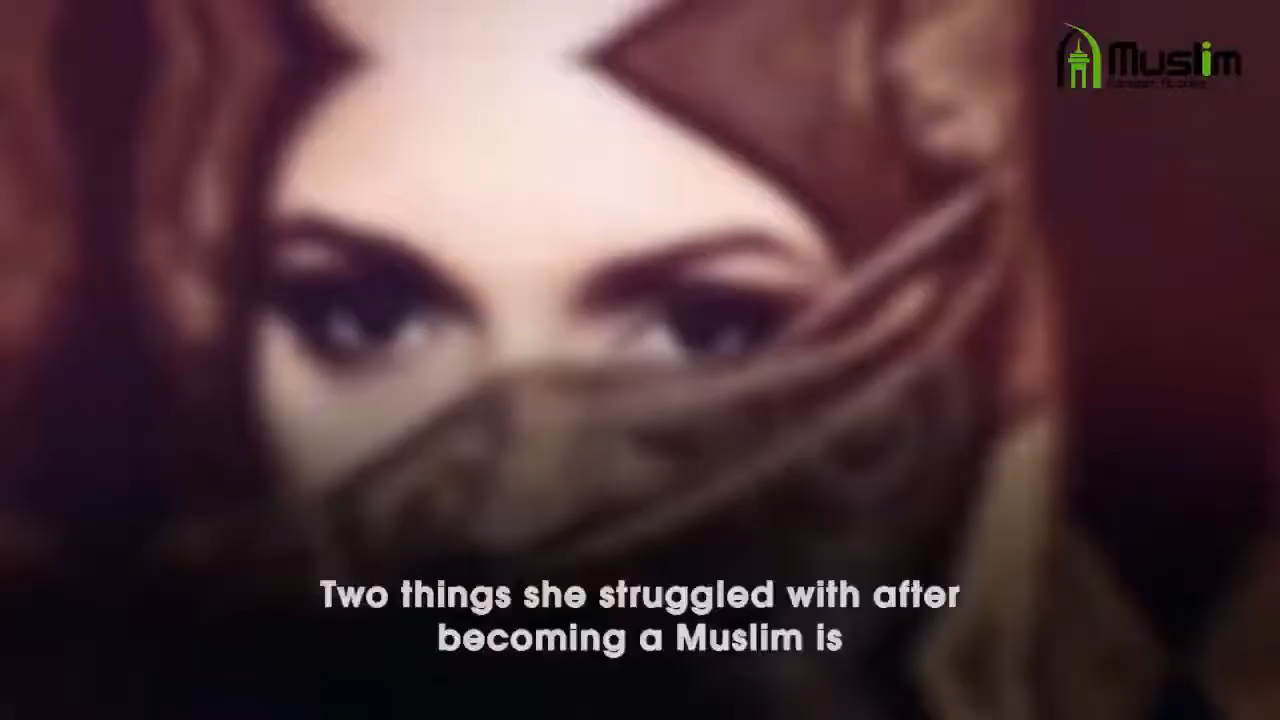 Muslim
Two things she struggled with after
becoming a Muslim is